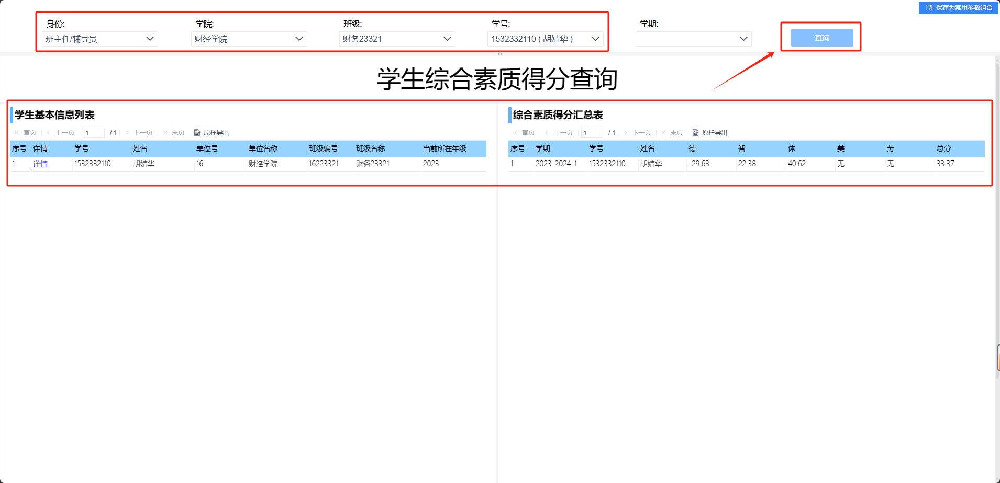 保存为常用参数组合
身份: 学院: 班级: 学号: 学期:
班主任/辅导员 财经学院 财务23321 1532332110 ( 胡婧华 ) 查询
学生综合素质得分查询
学生基本信息列表
首页 上一页 1 / 1 下一页 末页 原样导出
序号 详情 学号 姓名 单位号 单位名称 班级编号 班级名称 当前所在年级
1 详情 1532332110 胡婧华 16 财经学院 16223321 财务23321 2023
综合素质得分汇总表
首页 上一页 1 / 1 下一页 末页 原样导出
序号 学期 学号 姓名 德 智 体 美 劳 总分
1 2023-2024-1 1532332110 胡婧华 -29.63 22.38 40.62 无 无 33.37